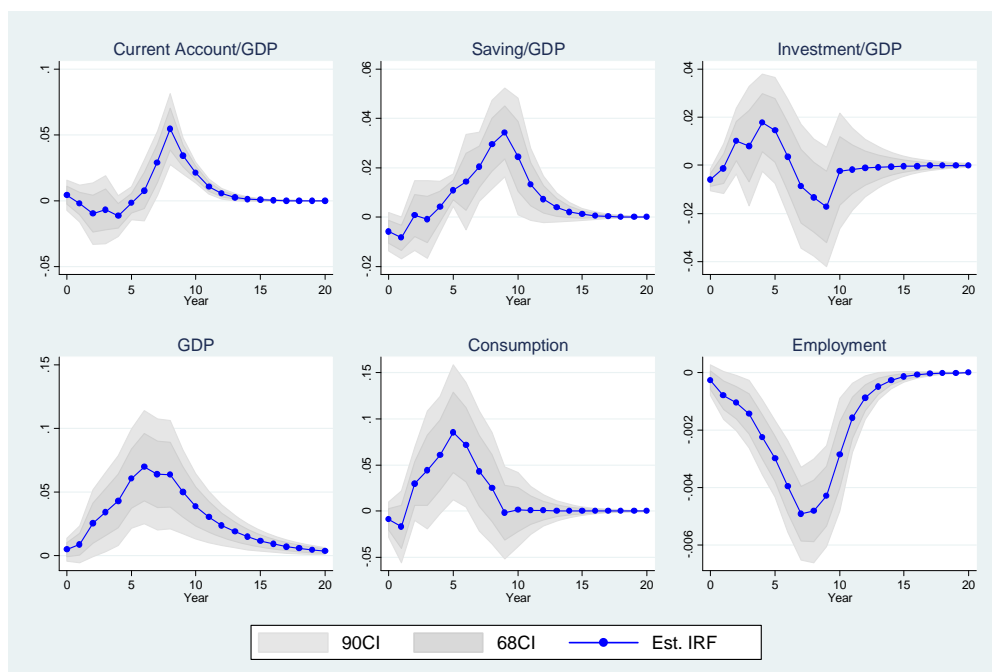 Current Account/GDP
.1
.05
0
-.05
0 5 10 15 20
Year
Saving/GDP
.06
.04
.02
0
-.02
0 5 10 15 20
Year
Investment/GDP
.04
.02
0
-.02
-.04
0 5 10 15 20
Year
GDP
.15
.1
.05
0
0 5 10 15 20
Year
Consumption
.15
.1
.05
0
-.05
0 5 10 15 20
Year
Employment
0
-.002
-.004
-.006
0 5 10 15 20
Year
90CI 68CI Est. IRF